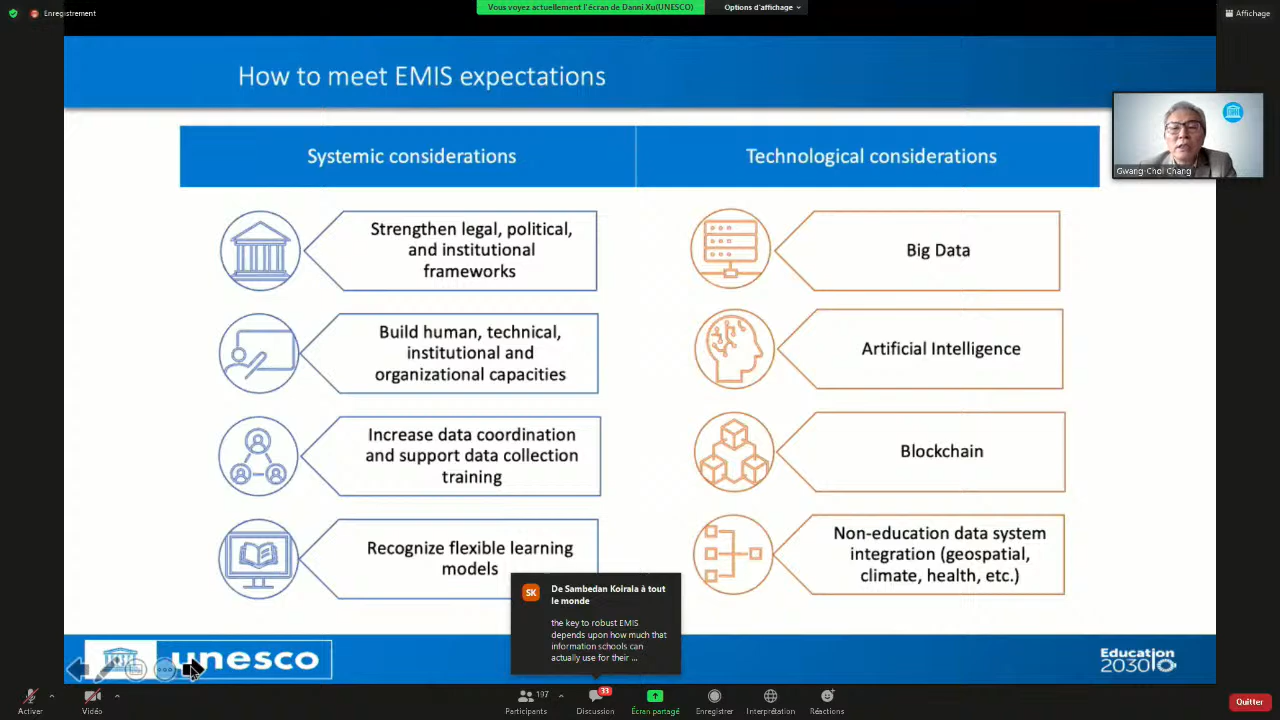 Enregistrement
Vous voyez actuellement l'écran de Danni Xu(UNESCO)
Options d'affichage
Affichage
How to meet EMIS expectations
Gwang-Chol Chang
Systemic considerations
Technological considerations
Strengthen legal, political,
and institutional
frameworks
Big Data
Build human, technical,
institutional and
organizational capacities
Artificial Intelligence
Increase data coordination
and support data collection
training
Blockchain
Recognize flexible learning
models
Non-education data system
integration (geospatial,
climate, health, etc.)
SK
De Sambedan Koirala à tout
le monde
the key to robust EMIS
depends upon how much that
information schools can
actually use for their ...
unesco
Education
2030
Activer
Vidéo
197
Participants
33
Discussion
Écran partagé
Enregistrer
Interprétation
Réactions
Quitter